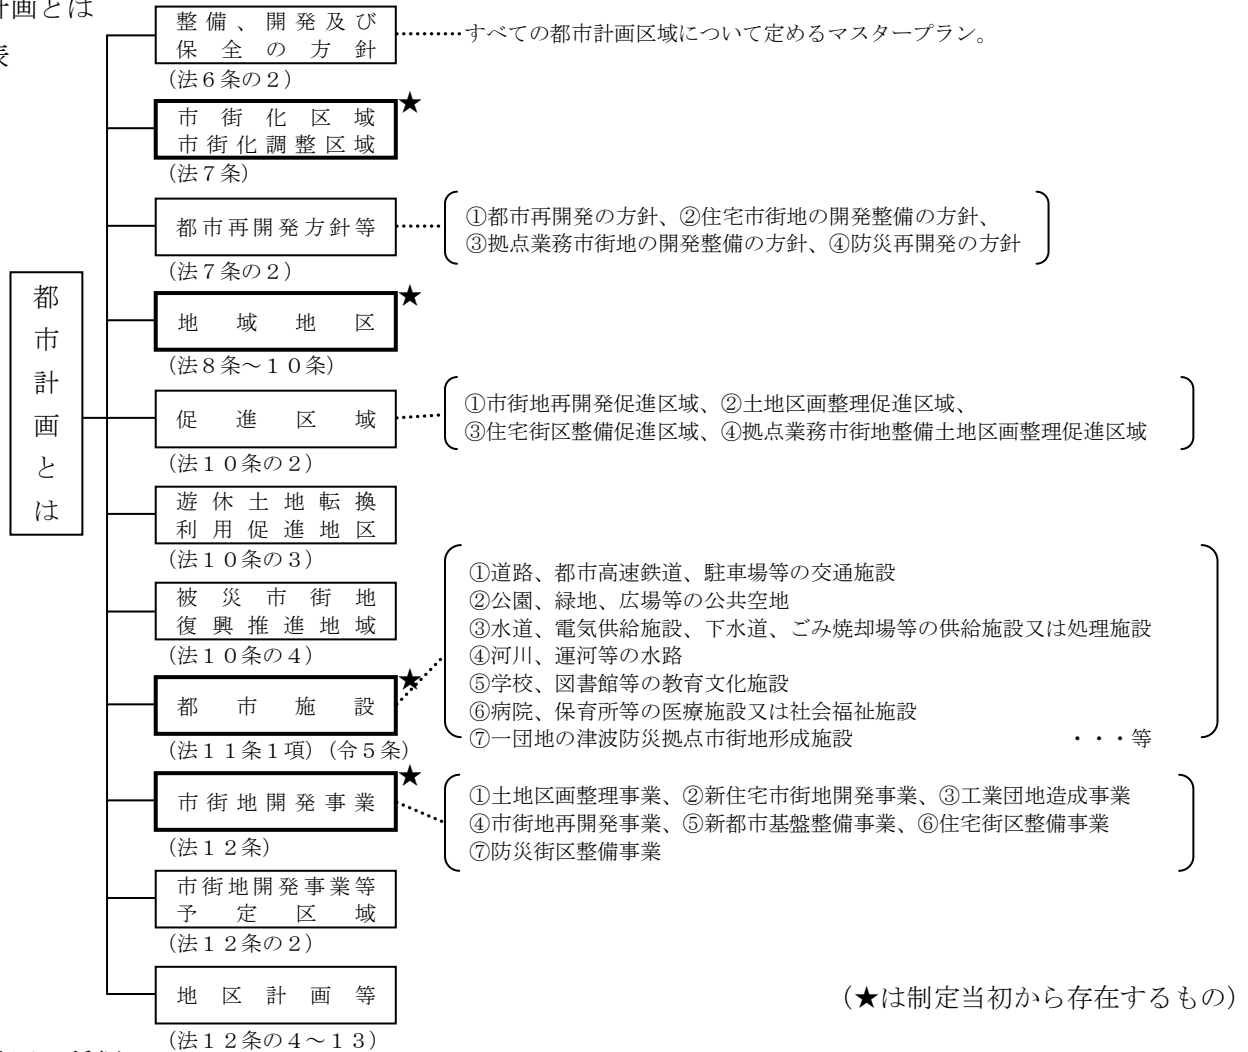 計画とは
表
都市計画とは
整備、開発及び
保全の方針
すべての都市計画区域について定めるマスタープラン。
(法6条の2)
★
市街化区域
市街化調整区域
(法7条)
都市再開発方針等
①都市再開発の方針、②住宅市街地の開発整備の方針、
③拠点業務市街地の開発整備の方針、④防災再開発の方針
(法7条の2)
★
地域地区
(法8条～10条)
促進区域
①市街地再開発促進区域、②土地区画整理促進区域、
③住宅街区整備促進区域、④拠点業務市街地整備土地区画整理促進区域
(法10条の2)
遊休土地転換
利用促進地区
(法10条の3)
被災市街地
復興推進地域
(法10条の4)
★
都市施設
①道路、都市高速鉄道、駐車場等の交通施設
②公園、緑地、広場等の公共空地
③水道、電気供給施設、下水道、ごみ焼却場等の供給施設又は処理施設
④河川、運河等の水路
⑤学校、図書館等の教育文化施設
⑥病院、保育所等の医療施設又は社会福祉施設
⑦一団地の津波防災拠点市街地形成施設 ・・・等
(法11条1項)(令5条)
★
市街地開発事業
①土地区画整理事業、②新住宅市街地開発事業、③工業団地造成事業
④市街地再開発事業、⑤新都市基盤整備事業、⑥住宅街区整備事業
⑦防災街区整備事業
(法12条)
市街地開発事業等
予定区域
(法12条の2)
地区計画等
(★は制定当初から存在するもの)
(法12条の4～13)